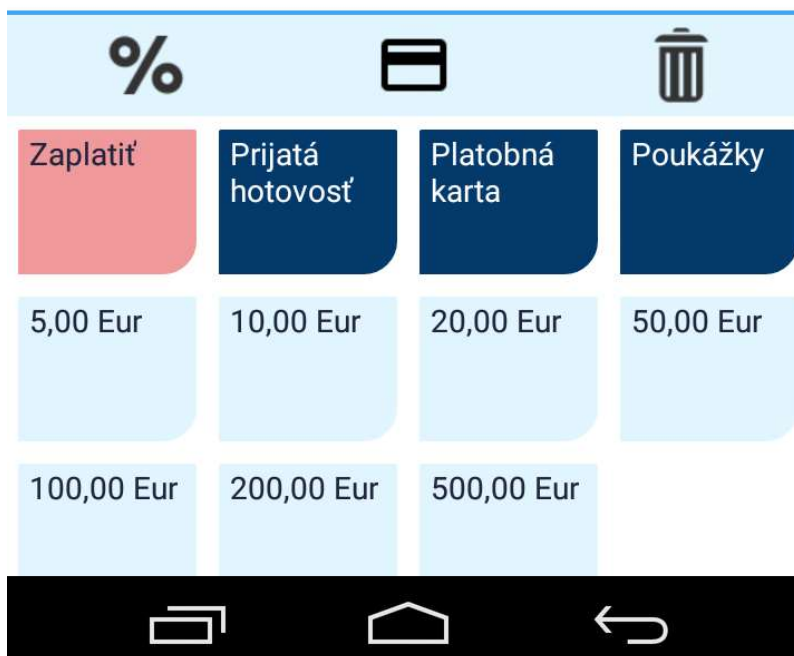 %
Zaplatiť
Prijatá
hotovosť
Platobná
karta
Poukážky
5,00 Eur
10,00 Eur
20,00 Eur
50,00 Eur
100,00 Eur
200,00 Eur
500,00 Eur